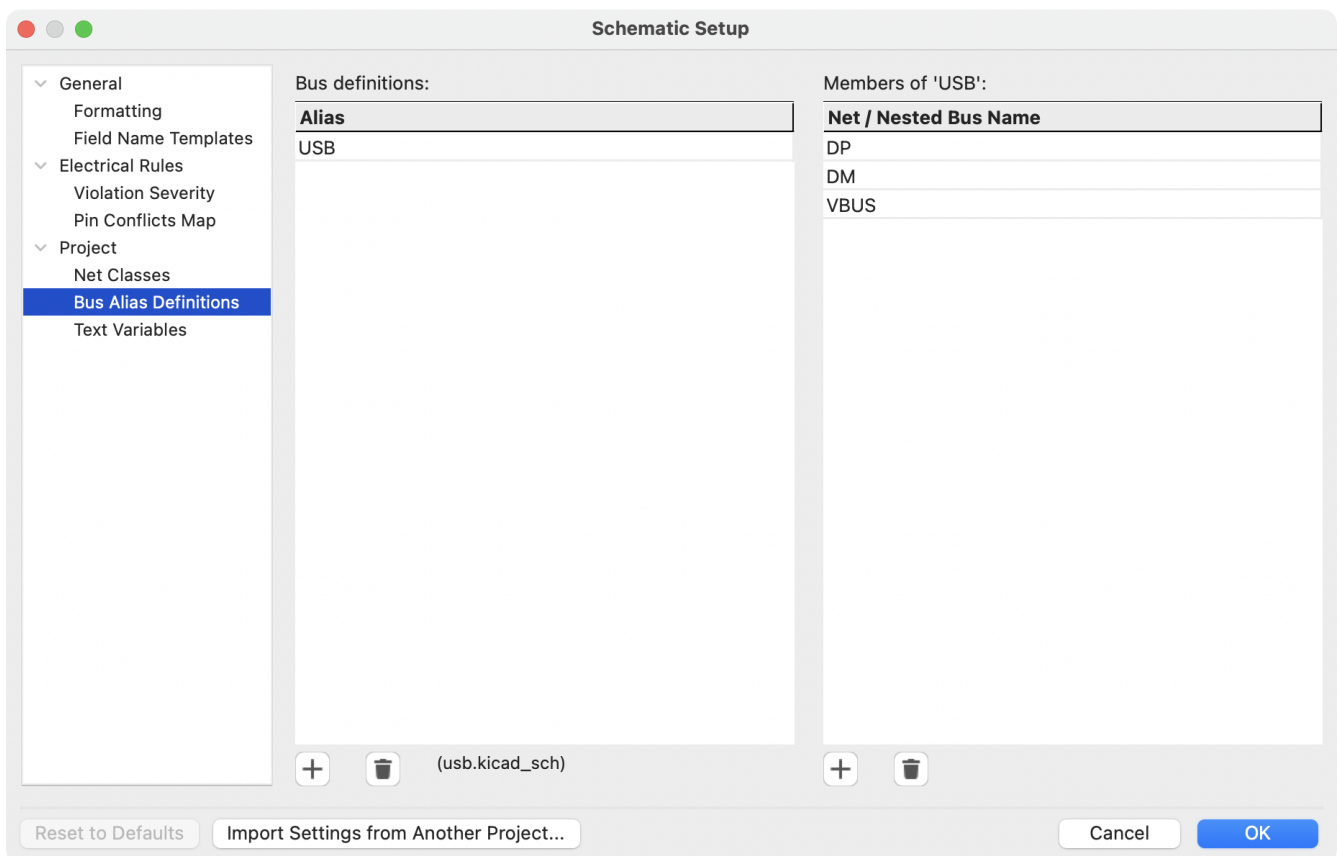 Schematic Setup
General
Formatting
Field Name Templates
Electrical Rules
Violation Severity
Pin Conflicts Map
Project
Net Classes
Bus Alias Definitions
Text Variables
Bus definitions:
Alias
USB
(usb.kicad_sch)
Members of 'USB':
Net / Nested Bus Name
DP
DM
VBUS
Reset to Defaults
Import Settings from Another Project...
Cancel
OK